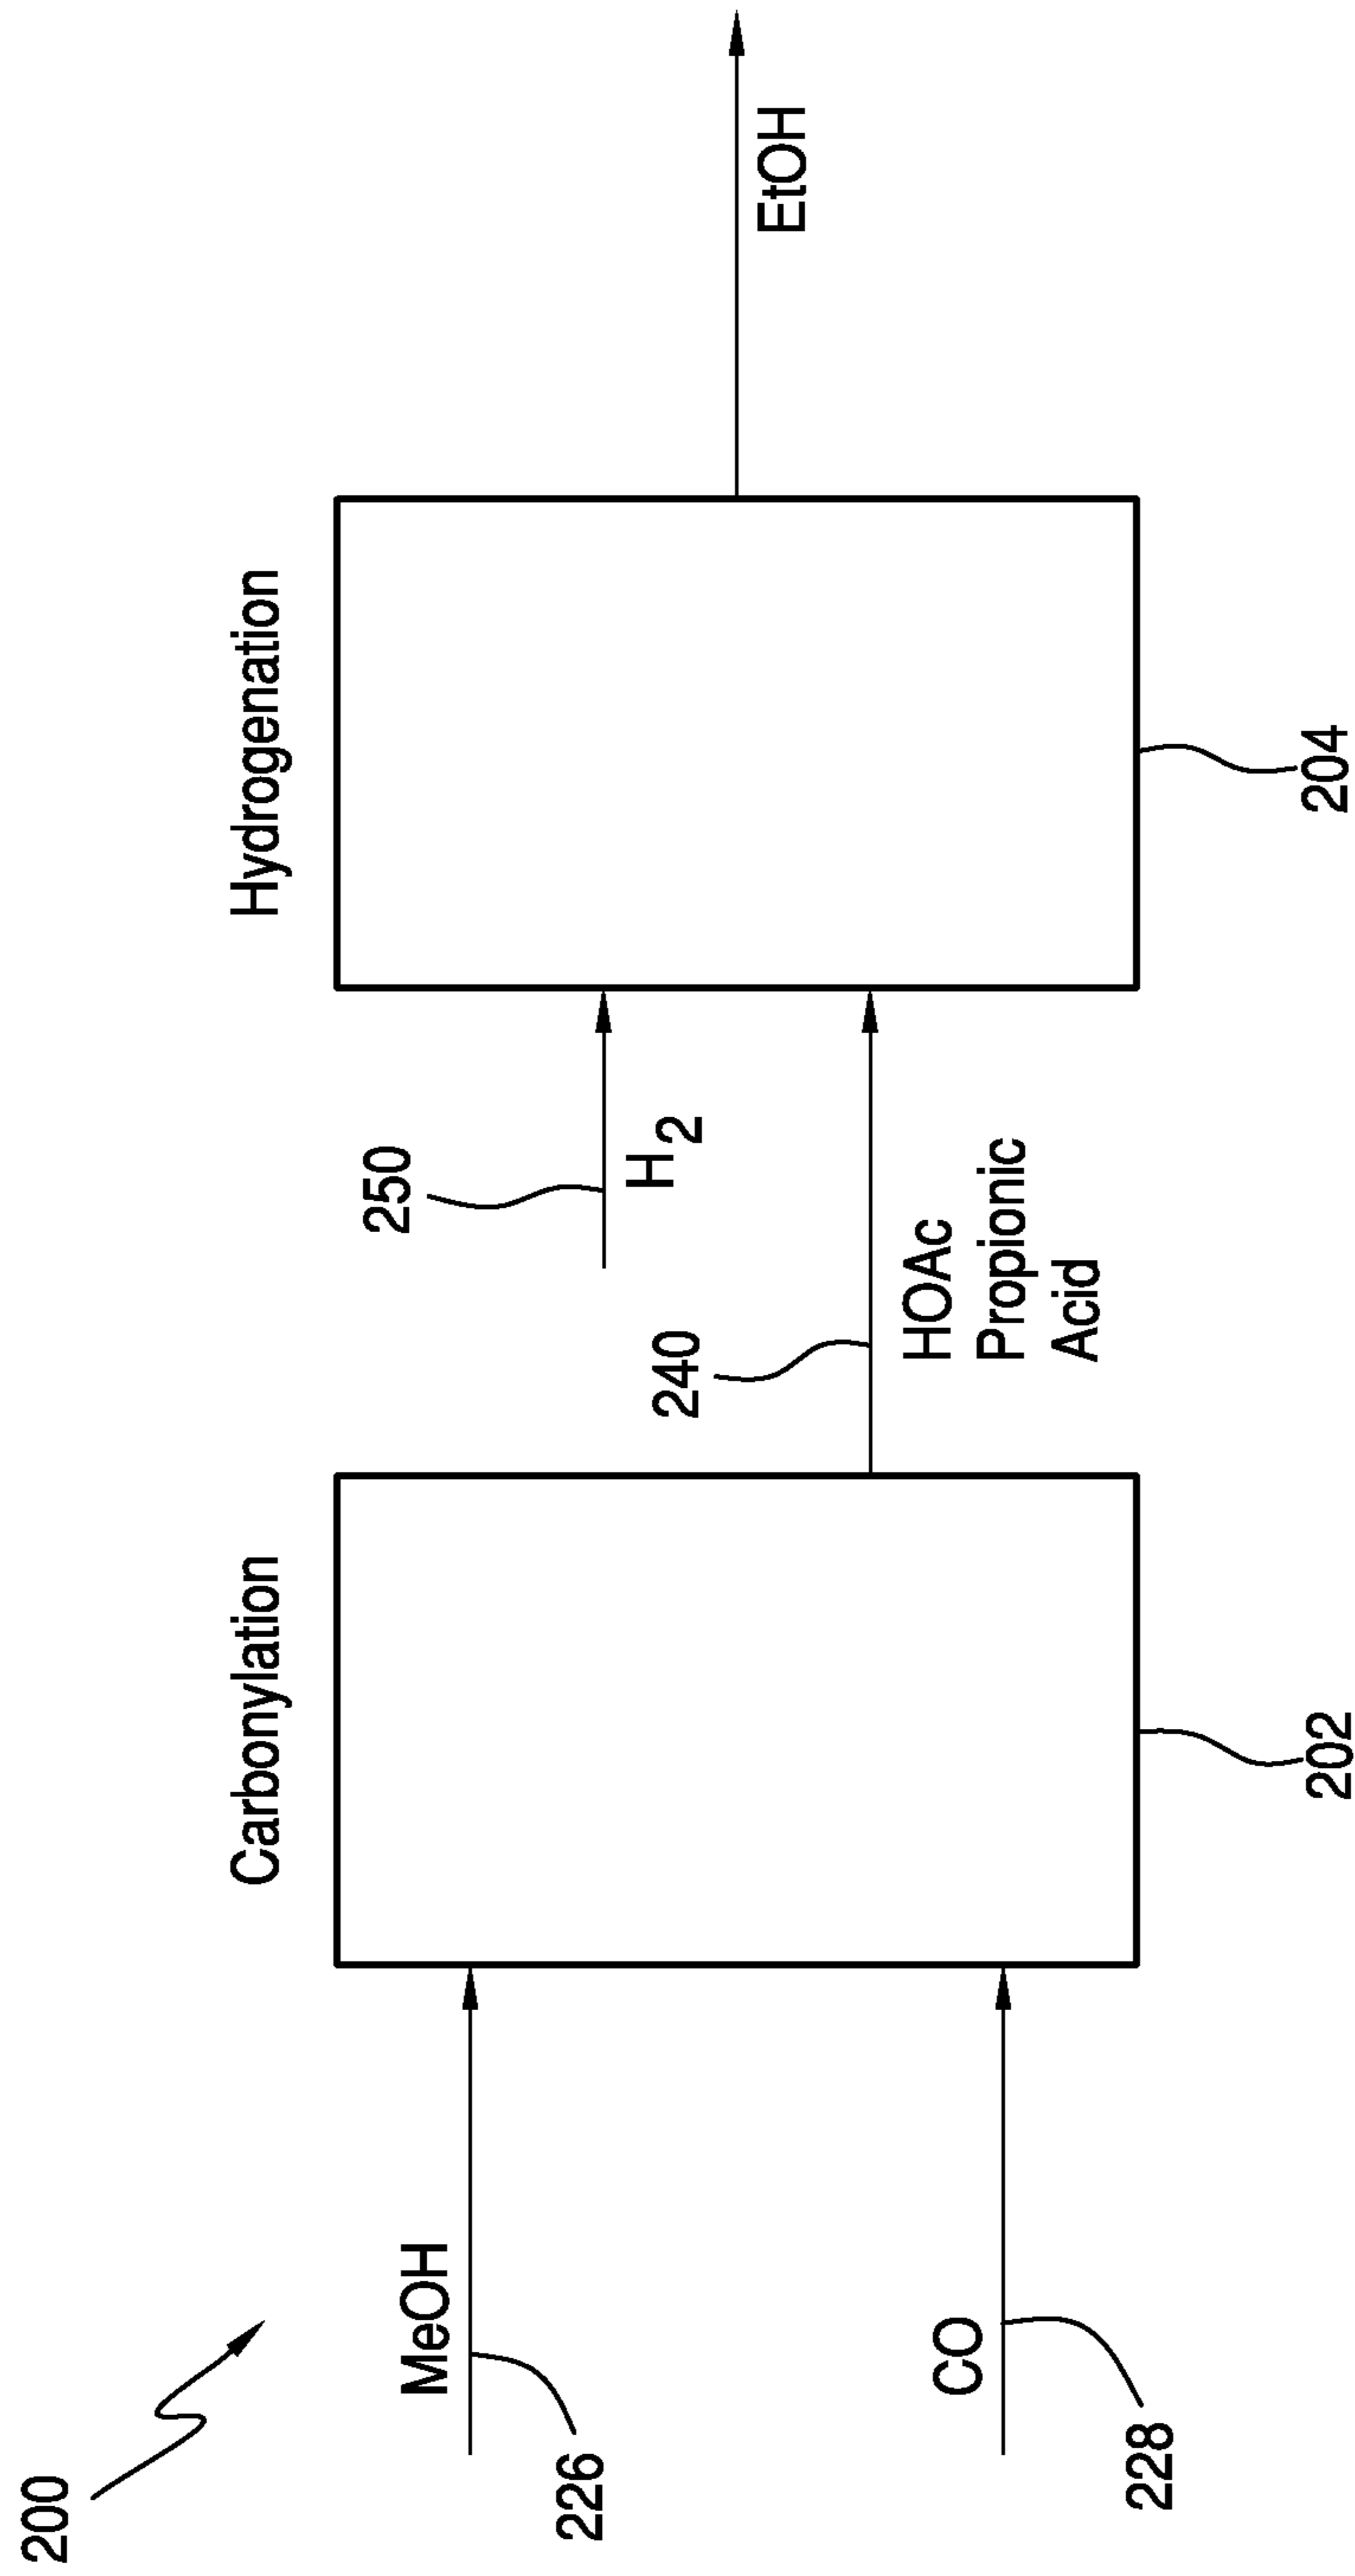 200
Carbonylation
Hydrogenation
MeOH
226
CO
228
250
H2
240
HOAc
Propionic
Acid
EtOH
202
204